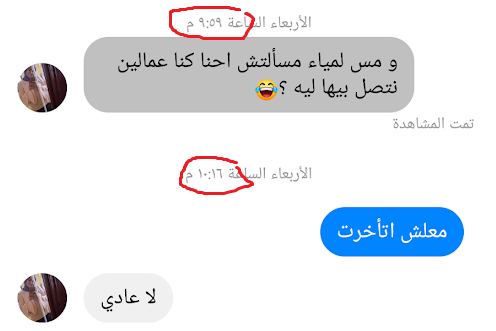 الأربعاء الساعة ٩:٥٩ م
و مس لمياء مسألتش احنا كنا عمالين
نتصل بيها ليه ؟😂
تمت المشاهدة
الأربعاء الساعة ١٠:١٦ م
معلش اتأخرت
لا عادي